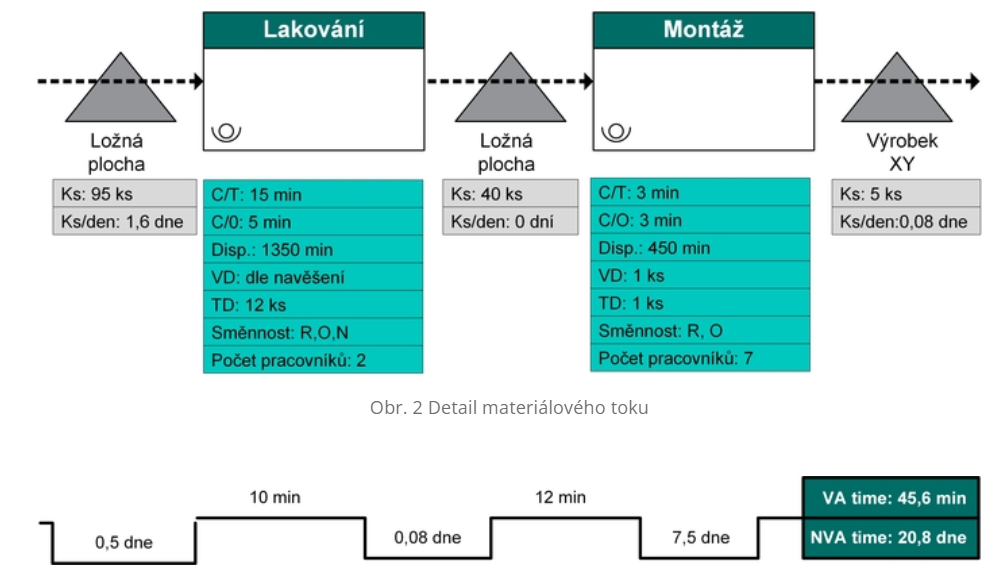 Lakování
Montáž
Ložná
plocha
Ložná
plocha
Výrobek
XY
Ks: 95 ks
Ks/den: 1,6 dne
C/T: 15 min
C/0: 5 min
Disp.: 1350 min
VD: dle navěšení
TD: 12 ks
Směnnost: R,O,N
Počet pracovníků: 2
Ks: 40 ks
Ks/den: 0 dní
C/T: 3 min
C/O: 3 min
Disp.: 450 min
VD: 1 ks
TD: 1 ks
Směnnost: R, O
Počet pracovníků: 7
Ks: 5 ks
Ks/den:0,08 dne
Obr. 2 Detail materiálového toku
10 min
12 min
VA time: 45,6 min
0,5 dne
0,08 dne
7,5 dne
NVA time: 20,8 dne